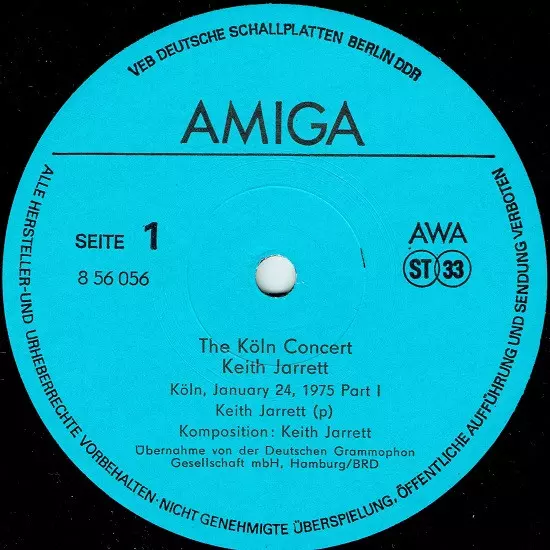 VEB DEUTSCHE SCHALLPLATTEN BERLIN DDR
AMIGA
SEITE 1
8 56 056
AWA
ST 33
The Köln Concert
Keith Jarrett
Köln, January 24, 1975 Part I
Keith Jarrett (p)
Komposition: Keith Jarrett
Übernahme von der Deutschen Grammophon
Gesellschaft mbH, Hamburg/BRD
ALLE HERSTELLER-UND URHEBERRECHTE VORBEHALTEN · NICHT GENEHMIGTE ÜBERSPIELUNG, ÖFFENTLICHE AUFFÜHRUNG UND SENDUNG VERBOTEN